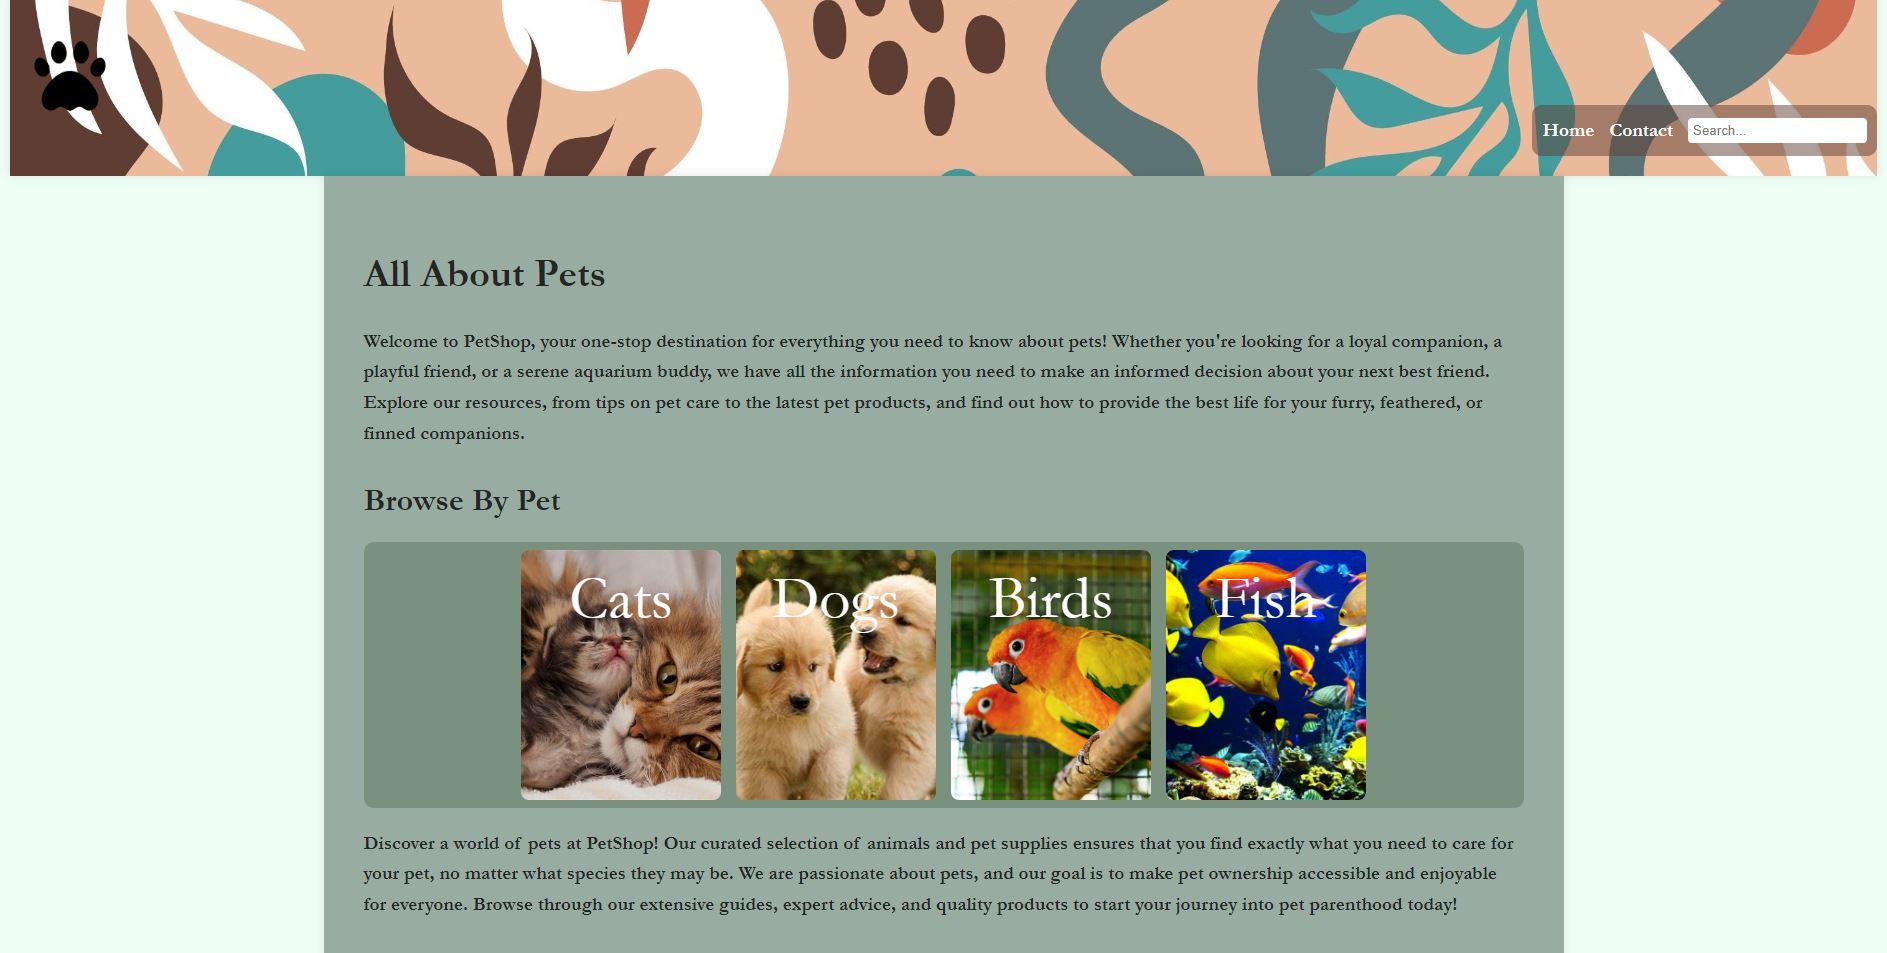 Home Contact Search...
All About Pets
Welcome to PetShop, your one-stop destination for everything you need to know about pets! Whether you're looking for a loyal companion, a
playful friend, or a serene aquarium buddy, we have all the information you need to make an informed decision about your next best friend.
Explore our resources, from tips on pet care to the latest pet products, and find out how to provide the best life for your furry, feathered, or
finned companions.
Browse By Pet
Cats Dogs Birds Fish
Discover a world of pets at PetShop! Our curated selection of animals and pet supplies ensures that you find exactly what you need to care for
your pet, no matter what species they may be. We are passionate about pets, and our goal is to make pet ownership accessible and enjoyable
for everyone. Browse through our extensive guides, expert advice, and quality products to start your journey into pet parenthood today!